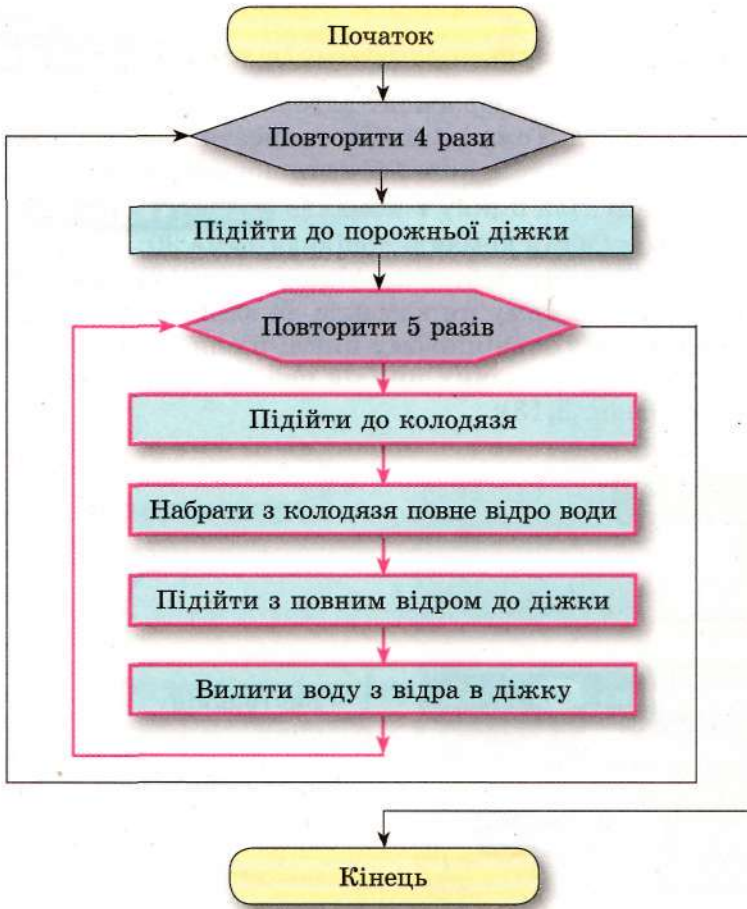 Початок
Повторити 4 рази
Підійти до порожньої діжки
Повторити 5 разів
Підійти до колодязя
Набрати з колодязя повне відро води
Підійти з повним відром до діжки
Вилити воду з відра в діжку
Кінець